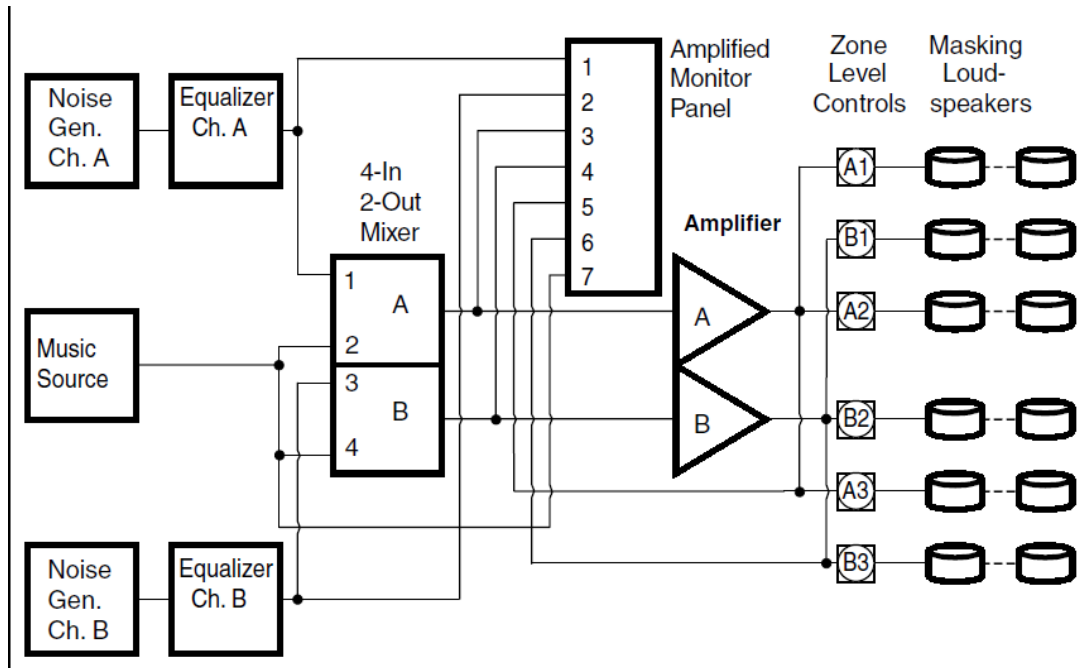 Noise
Gen.
Ch. A
Equalizer
Ch. A
4-In
2-Out
Mixer
1
2
3
4
A
B
Music
Source
Noise
Gen.
Ch. B
Equalizer
Ch. B
1
2
3
4
5
6
7
Amplified
Monitor
Panel
Amplifier
A
B
Zone
Level
Controls
Masking
Loud-
speakers
A1
B1
A2
B2
A3
B3